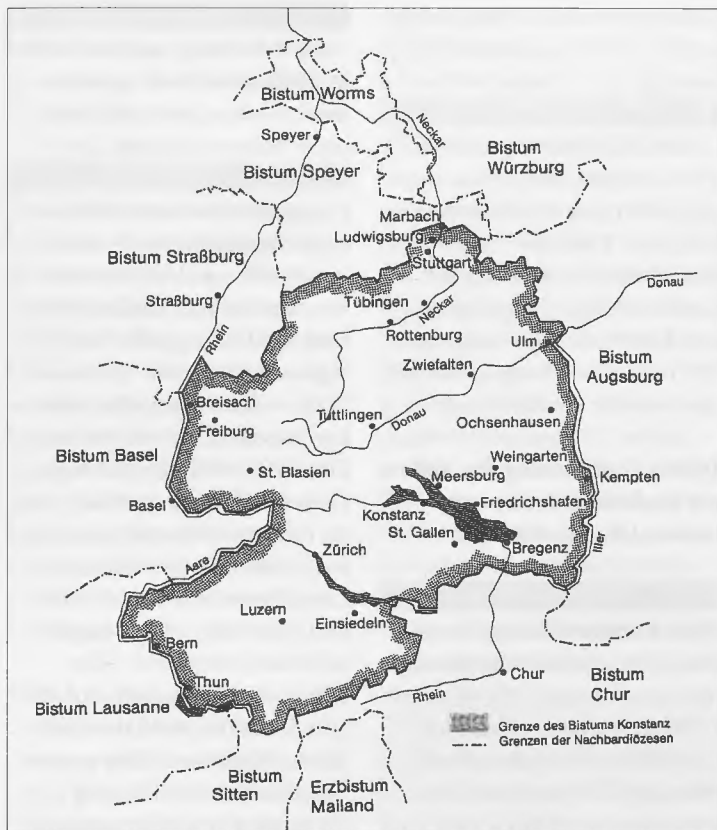 Bistum Worms
Neckar
Speyer
Bistum
Würzburg
Bistum Speyer
Marbach
Ludwigsburg
Bistum Straßburg
Stuttgart
Donau
Straßburg
Tübingen
Neckar
Rhein
Rottenburg
Ulm
Bistum
Augsburg
Zwiefalten
Breisach
Tuttlingen
Donau
Ochsenhausen
Freiburg
Weingarten
Bistum Basel
St. Blasien
Meersburg
Kempten
Basel
Konstanz
Friedrichshafen
St. Gallen
Iller
Zürich
Bregenz
Aare
Luzern
Einsiedeln
Bern
Chur
Thun
Rhein
Bistum
Chur
Bistum Lausanne
Grenze des Bistums Konstanz
Grenzen der Nachbardiözesen
Bistum
Sitten
Erzbistum
Mailand